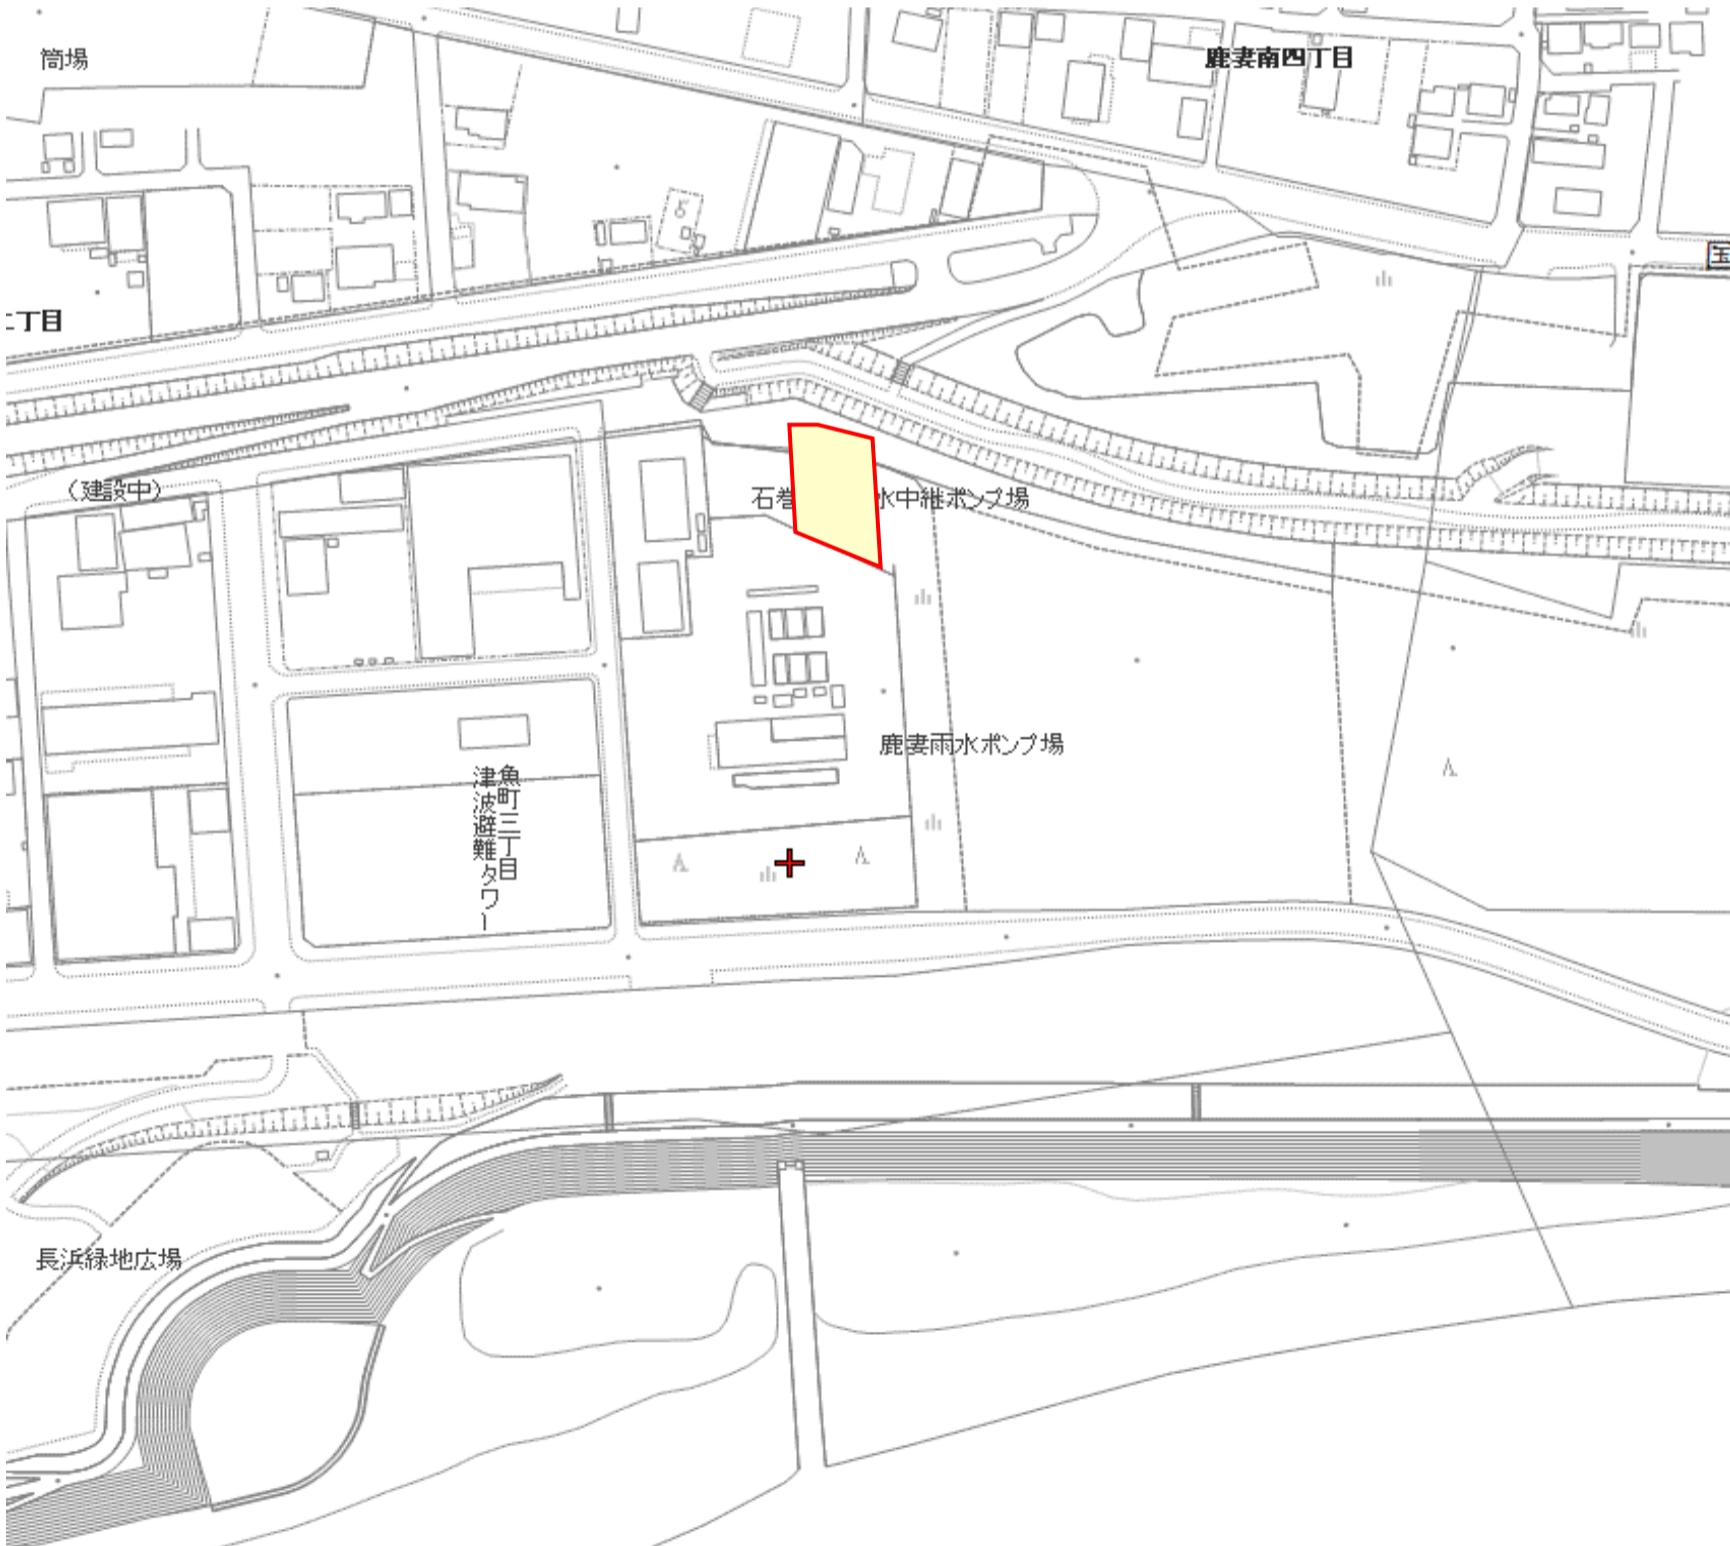 筒場
鹿妻南四丁目
二丁目
(建設中)
石巻
水中継ポンプ場
鹿妻雨水ポンプ場
魚町三丁目
津波避難タワー
長浜緑地広場